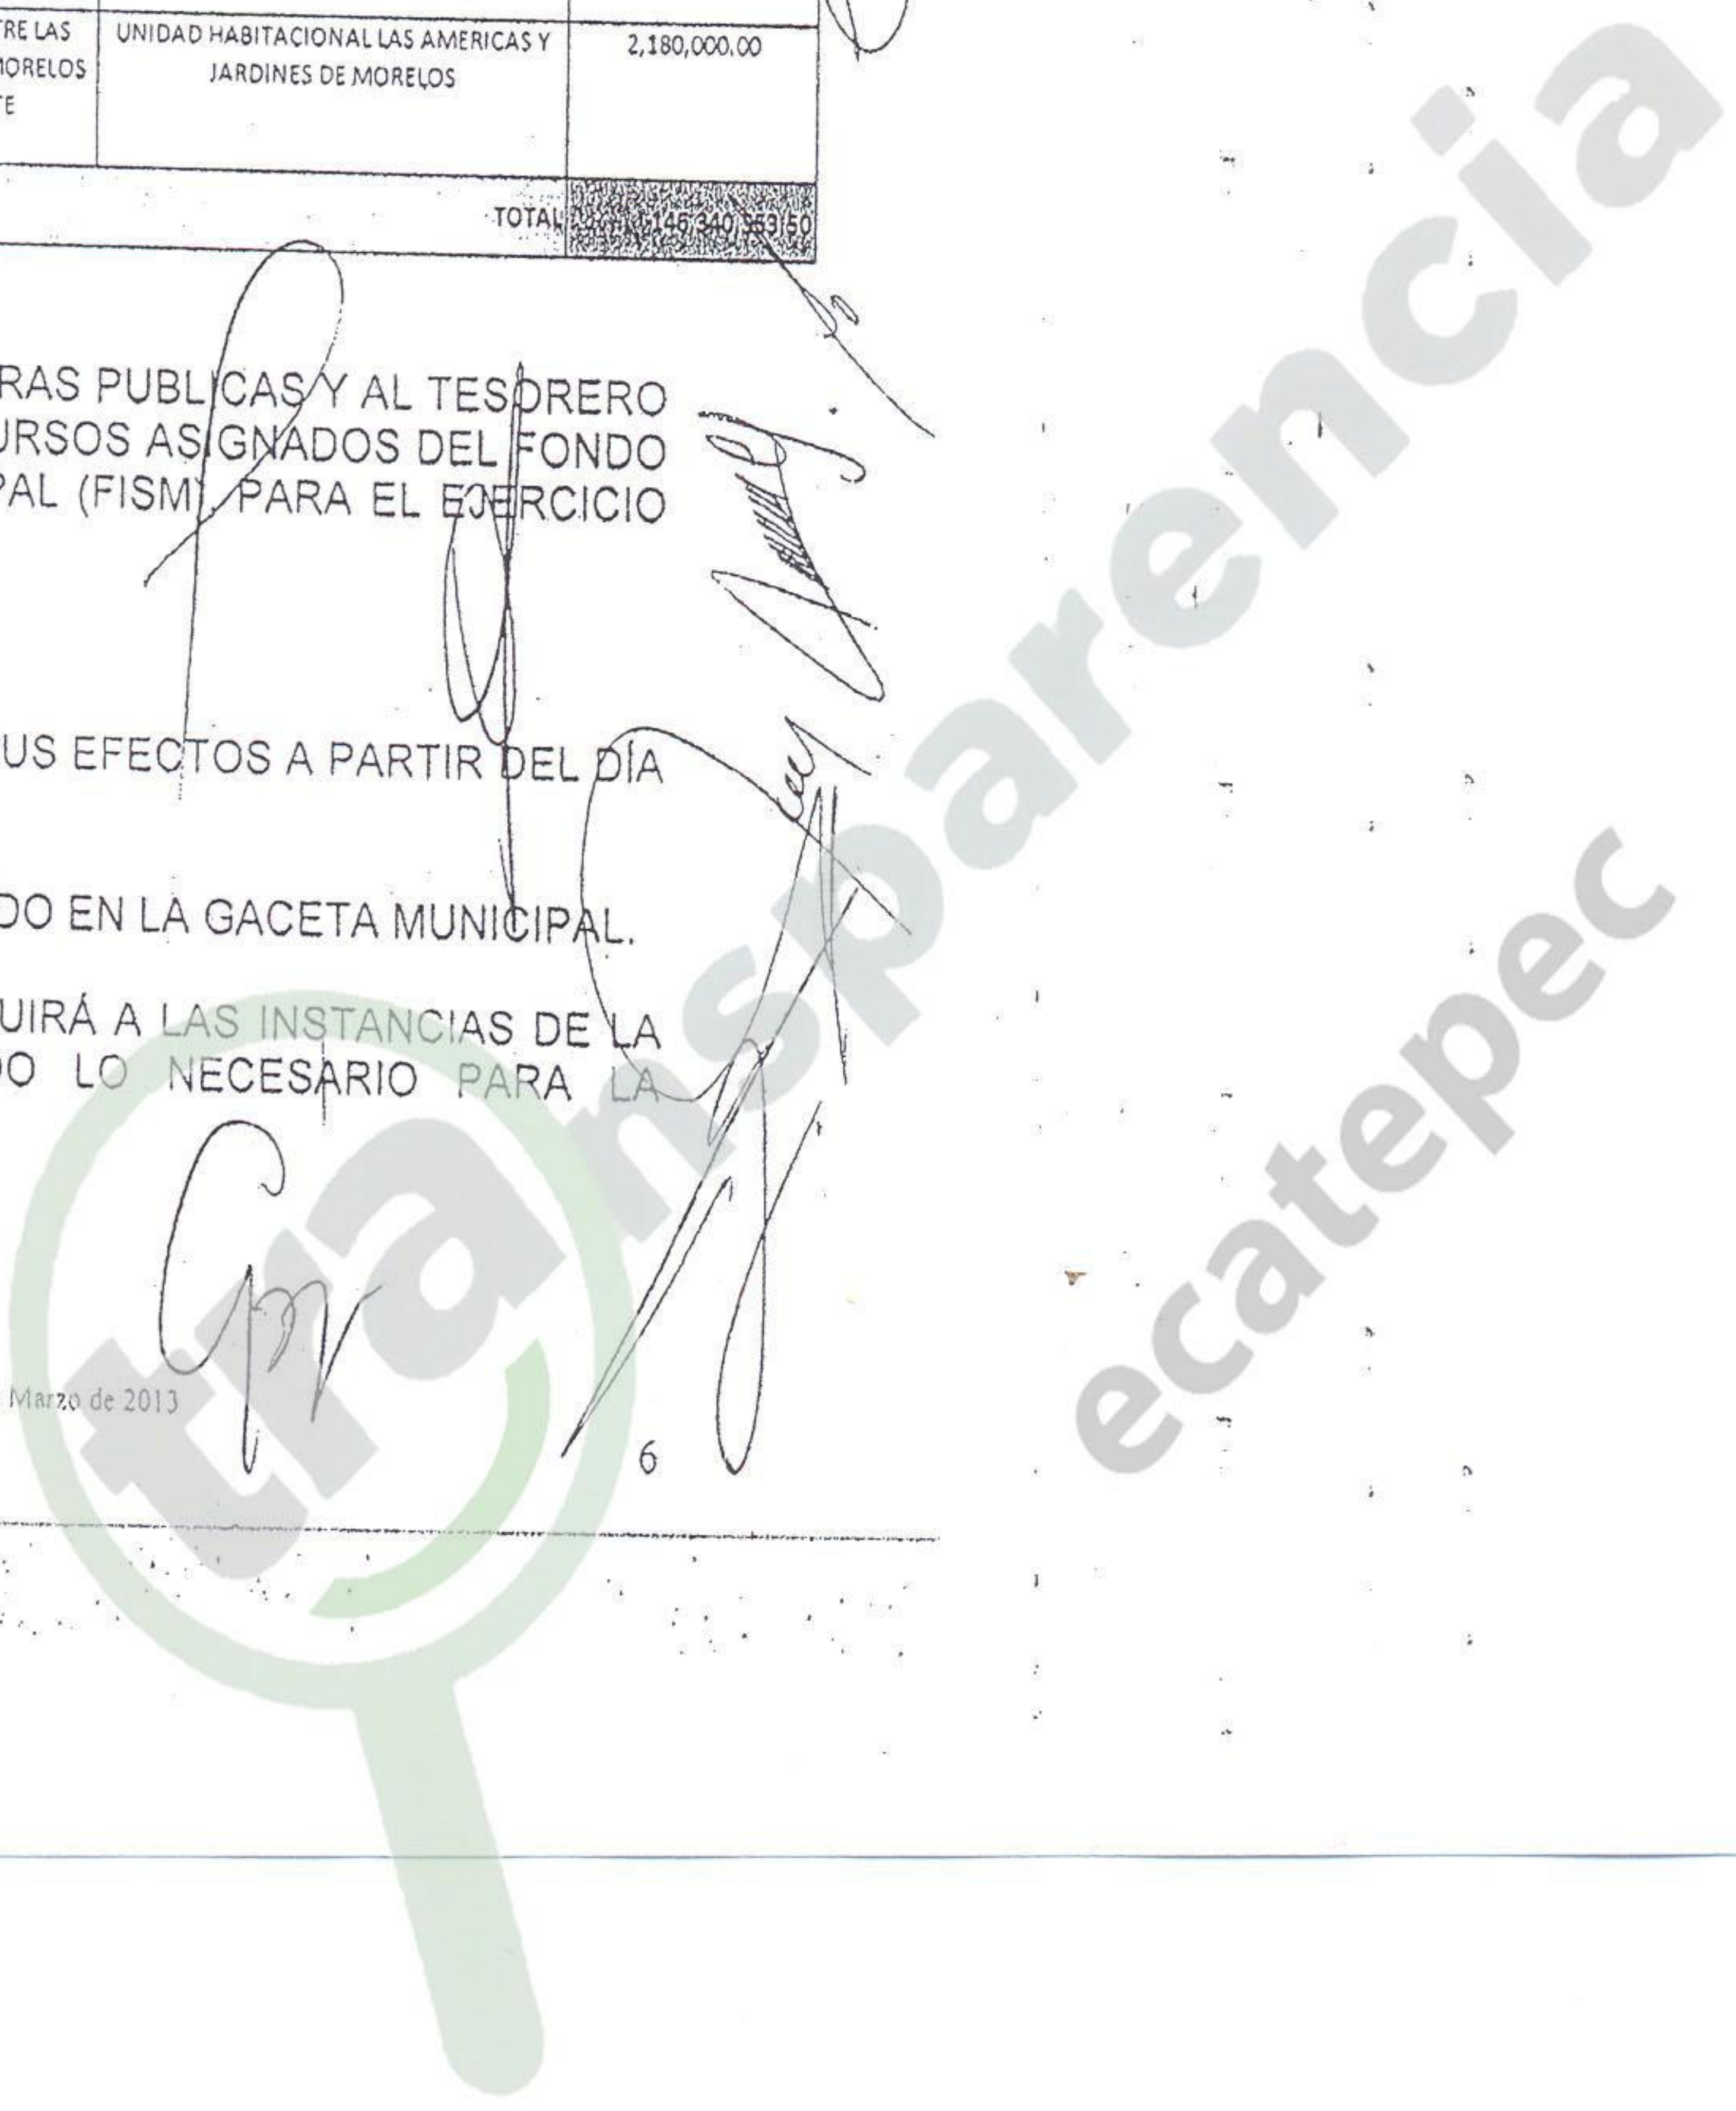 TRE LAS
MORELOS
TE
UNIDAD HABITACIONAL LAS AMERICAS Y
JARDINES DE MORELOS
2,180,000.00
TOTAL
RAS PUBLICAS Y AL TESORERO
URSOS ASIGNADOS DEL FONDO
PAL (FISM), PARA EL EJERCICIO
US EFECTOS A PARTIR DEL DÍA
DO EN LA GACETA MUNICIPAL.
UIRÁ A LAS INSTANCIAS DE LA
DO LO NECESARIO PARA LA
Marzo de 2013
6
transparencia
ecatepec